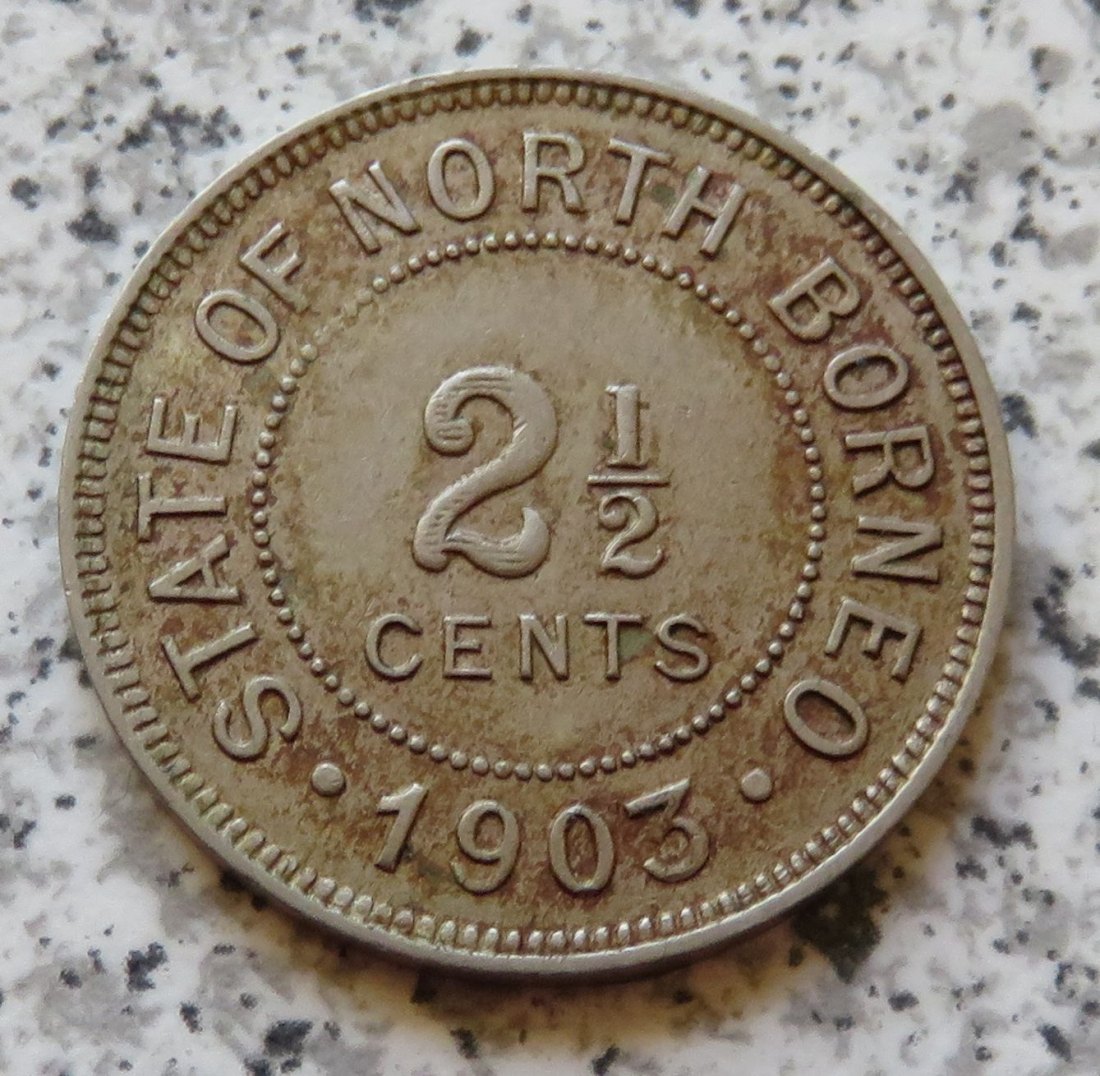 STATE OF NORTH BORNEO
2 1/2
CENTS
· 1903 ·